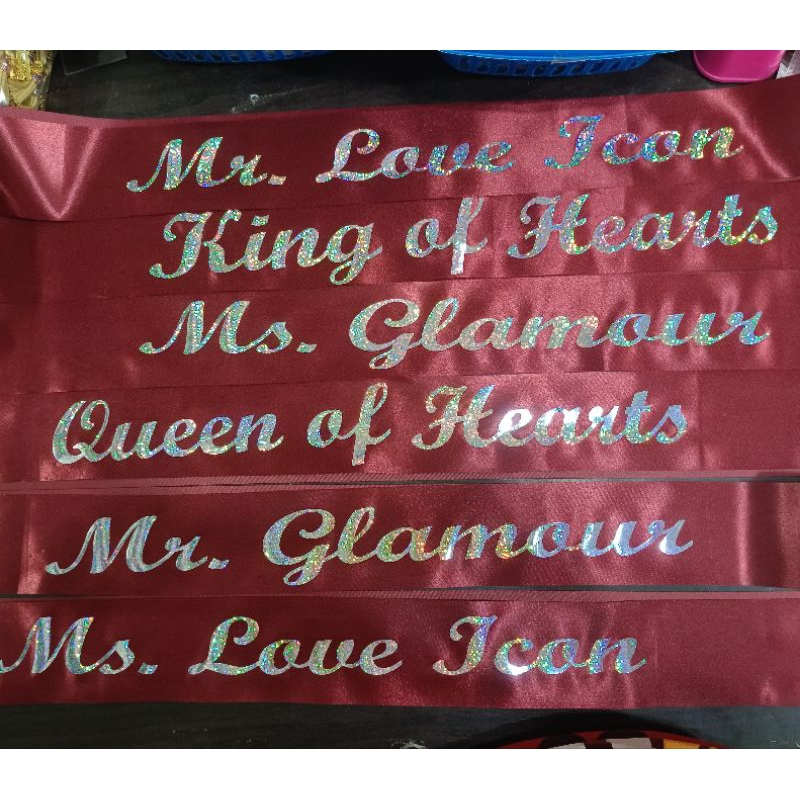 Mr. Love Icon
King of Hearts
Ms. Glamour
Queen of Hearts
Mr. Glamour
Ms. Love Icon